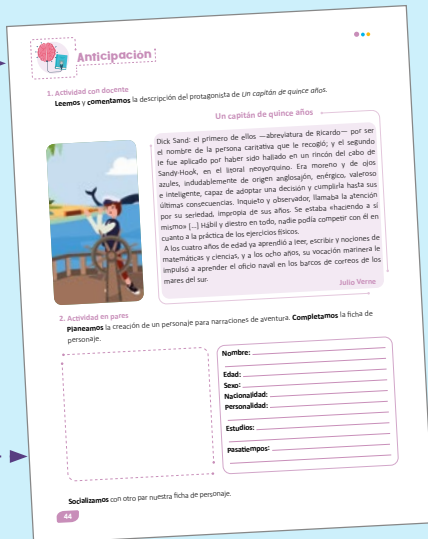 Anticipación
1. Actividad con docente
Leemos y comentamos la descripción del protagonista de Un capitán de quince años.
Un capitán de quince años
Dick Sand: el primero de ellos —abreviatura de Ricardo— por ser
el nombre de la persona caritativa que le recogió; y el segundo
le fue aplicado por haber sido hallado en un rincón del cabo de
Sandy-Hook, en el litoral neoyorquino. Era moreno y de ojos
azules, indudablemente de origen anglosajón, enérgico, valeroso
e inteligente, capaz de adoptar una decisión y cumplirla hasta sus
últimas consecuencias. Inquieto y observador, llamaba la atención
por su seriedad, impropia de sus años. Se estaba «haciendo a sí
mismo» [...] Hábil y diestro en todo, nadie podía competir con él en
cuanto a la práctica de los ejercicios físicos.
A los cuatro años de edad ya aprendió a leer, escribir y nociones de
matemáticas y ciencias, y a los ocho años, su vocación marinera le
impulsó a aprender el oficio naval en los barcos de correos de los
mares del sur.
Julio Verne
2. Actividad en pares
Planeamos la creación de un personaje para narraciones de aventura. Completamos la ficha de
personaje.
Nombre:
Edad:
Sexo:
Nacionalidad:
Personalidad:
Estudios:
Pasatiempos:
Socializamos con otro par nuestra ficha de personaje.
44